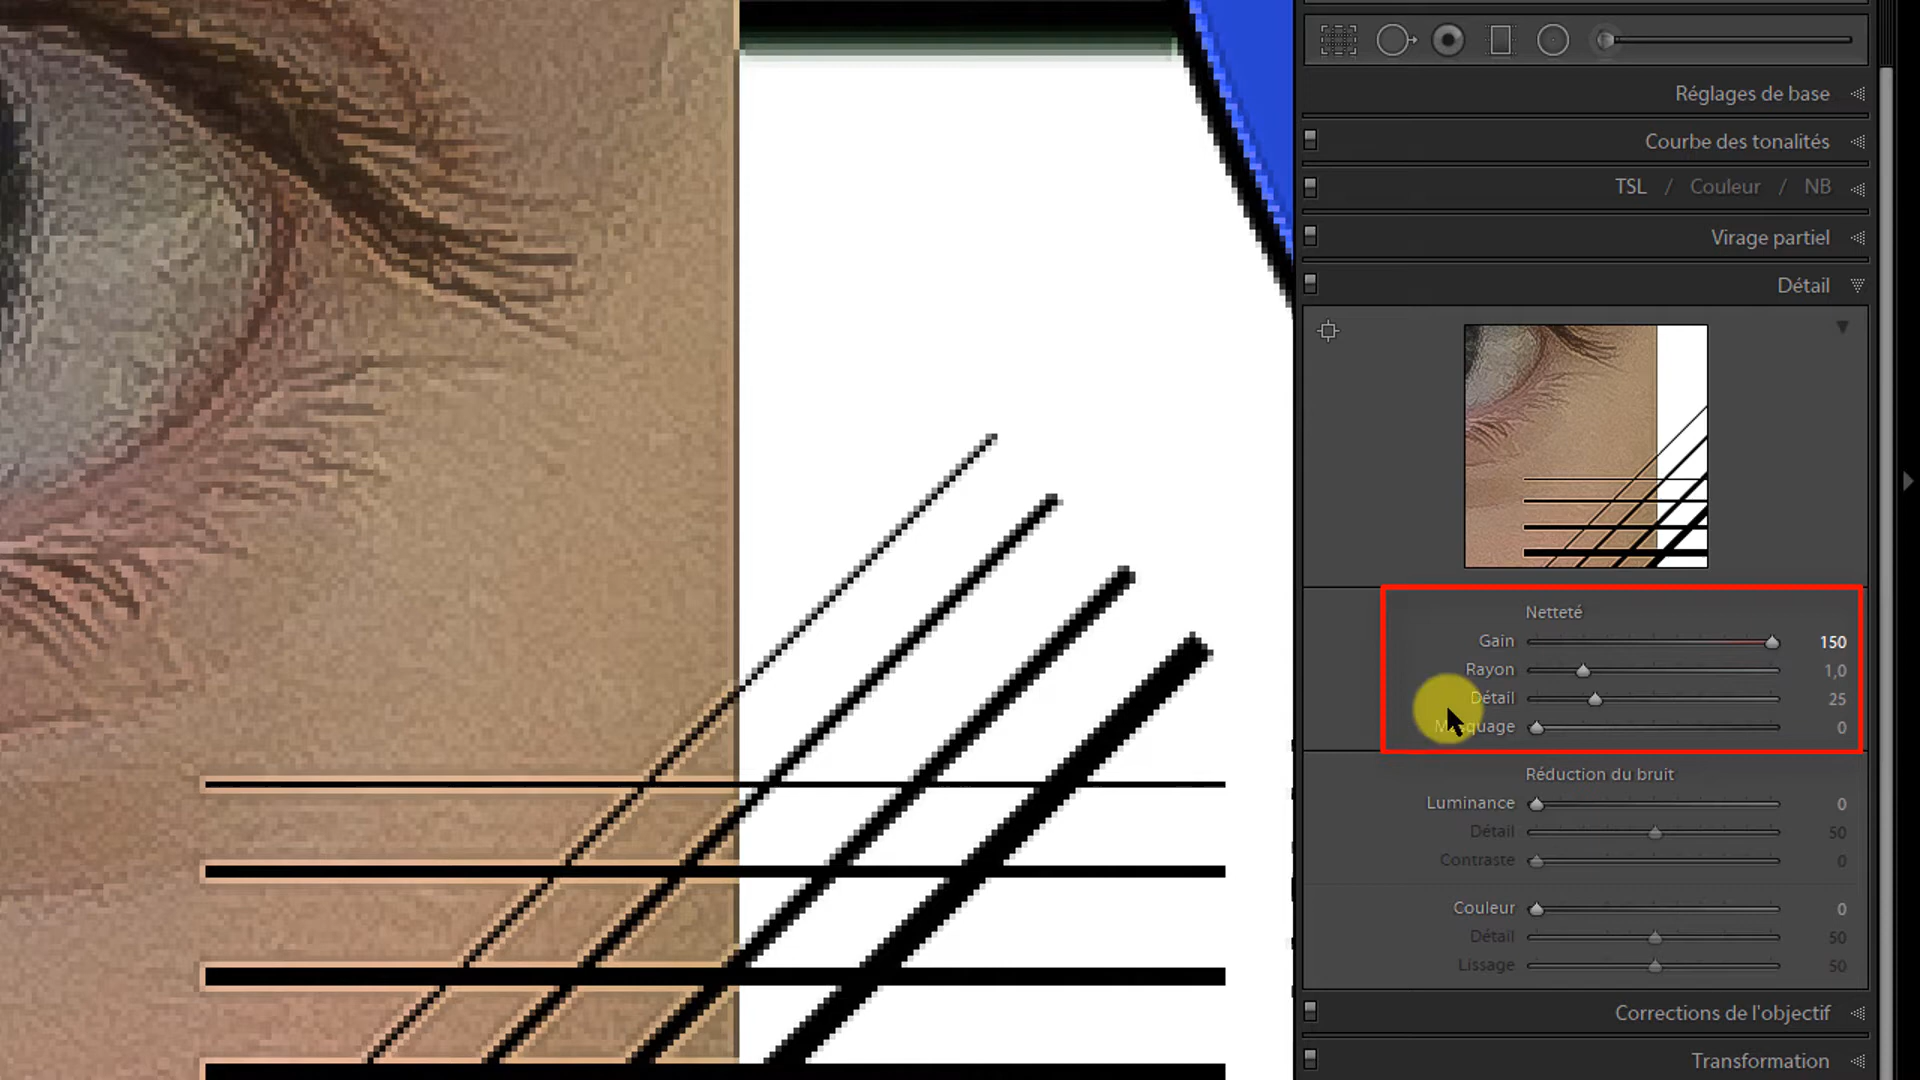 Réglages de base
Courbe des tonalités
TSL / Couleur / NB
Virage partiel
Détail
Netteté
Gain 150
Rayon 1,0
Détail 25
Masquage 0
Réduction du bruit
Luminance 0
Détail 50
Contraste 0
Couleur 0
Détail 50
Lissage 50
Corrections de l'objectif
Transformation